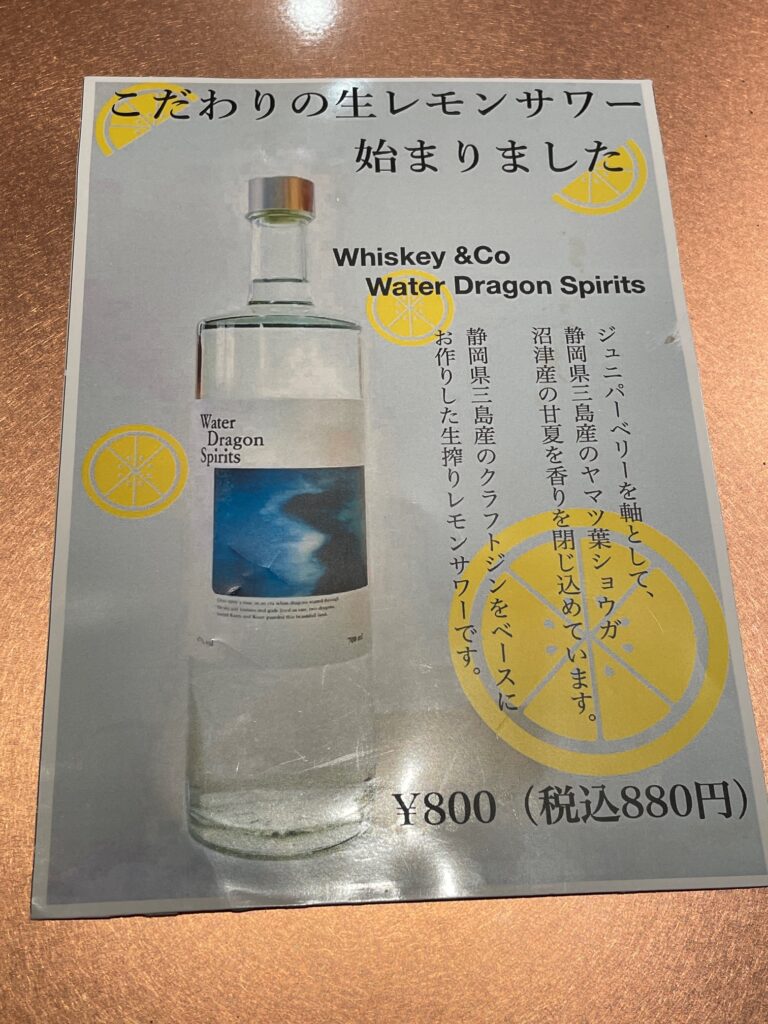 こだわりの生レモンサワー
始まりました
Whiskey &Co
Water Dragon Spirits
ジュニパーベリーを軸として、
静岡県三島産のヤマツ葉ショウガ
沼津産の甘夏を香りを閉じ込めています。
静岡県三島産のクラフトジンをベースに
お作りした生搾りレモンサワーです。
Water
Dragon
Spirits
700 ml
¥800（税込880円）